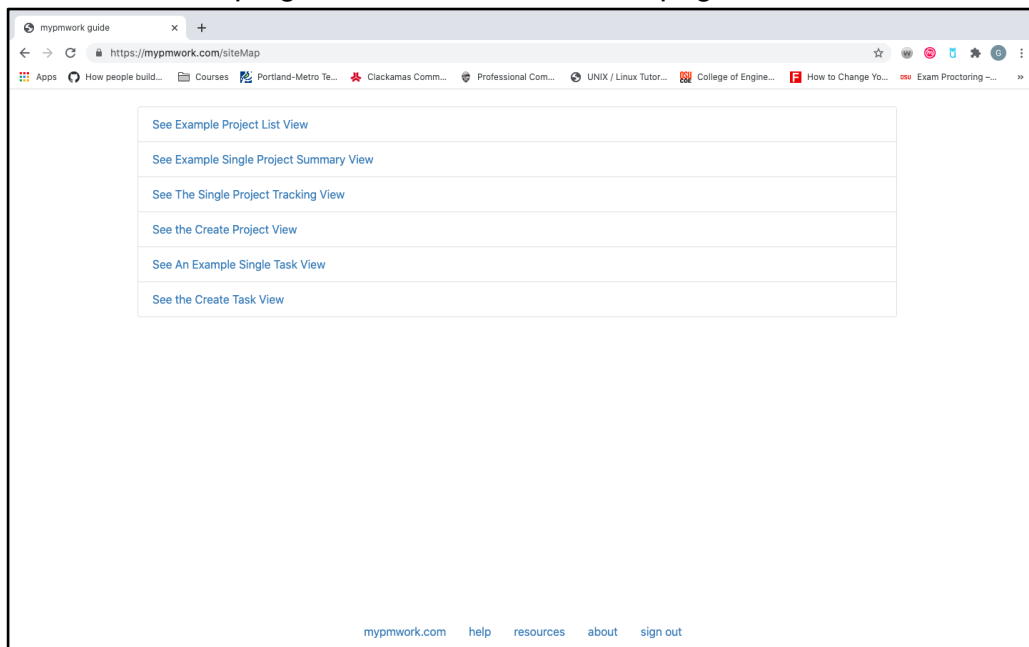 mypmwork guide
https://mypmwork.com/siteMap
Apps How people build... Courses Portland-Metro Te... Clackamas Comm... Professional Com... UNIX / Linux Tutor... College of Engine... How to Change Yo... Exam Proctoring –... »
See Example Project List View
See Example Single Project Summary View
See The Single Project Tracking View
See the Create Project View
See An Example Single Task View
See the Create Task View
mypmwork.com help resources about sign out